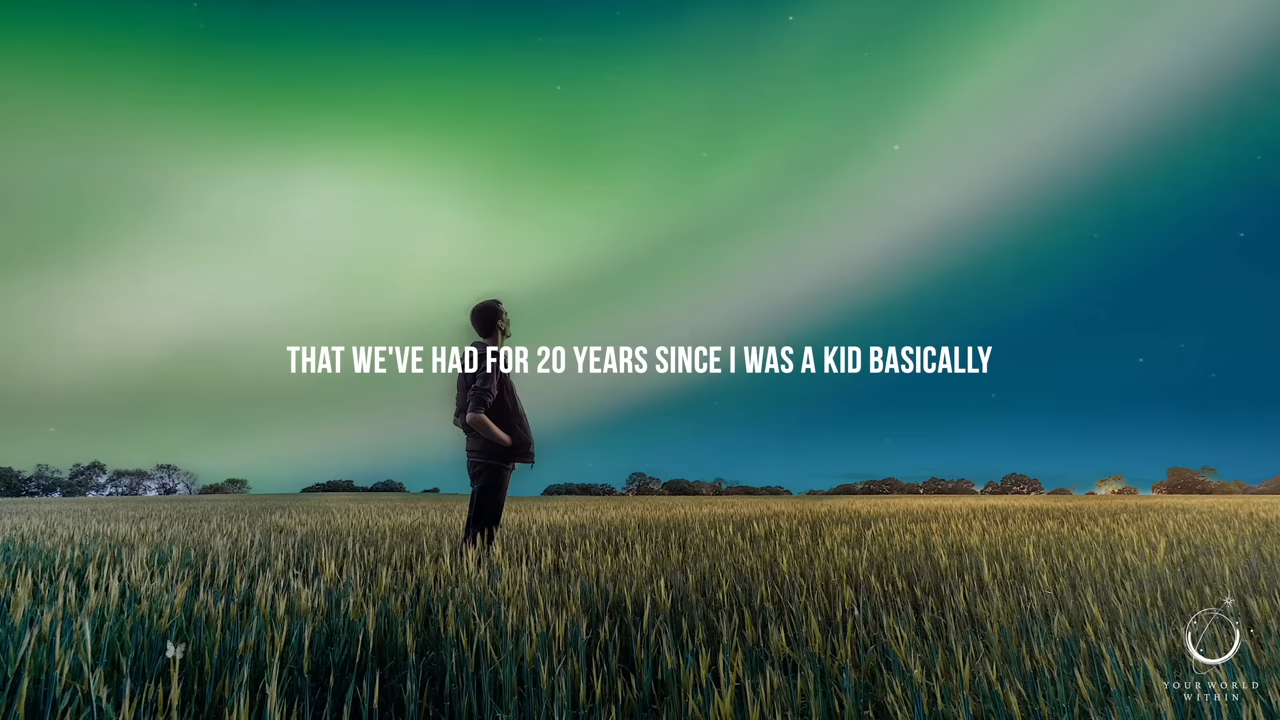 THAT WE'VE HAD FOR 20 YEARS SINCE I WAS A KID BASICALLY
YOUR WORLD
WITHIN